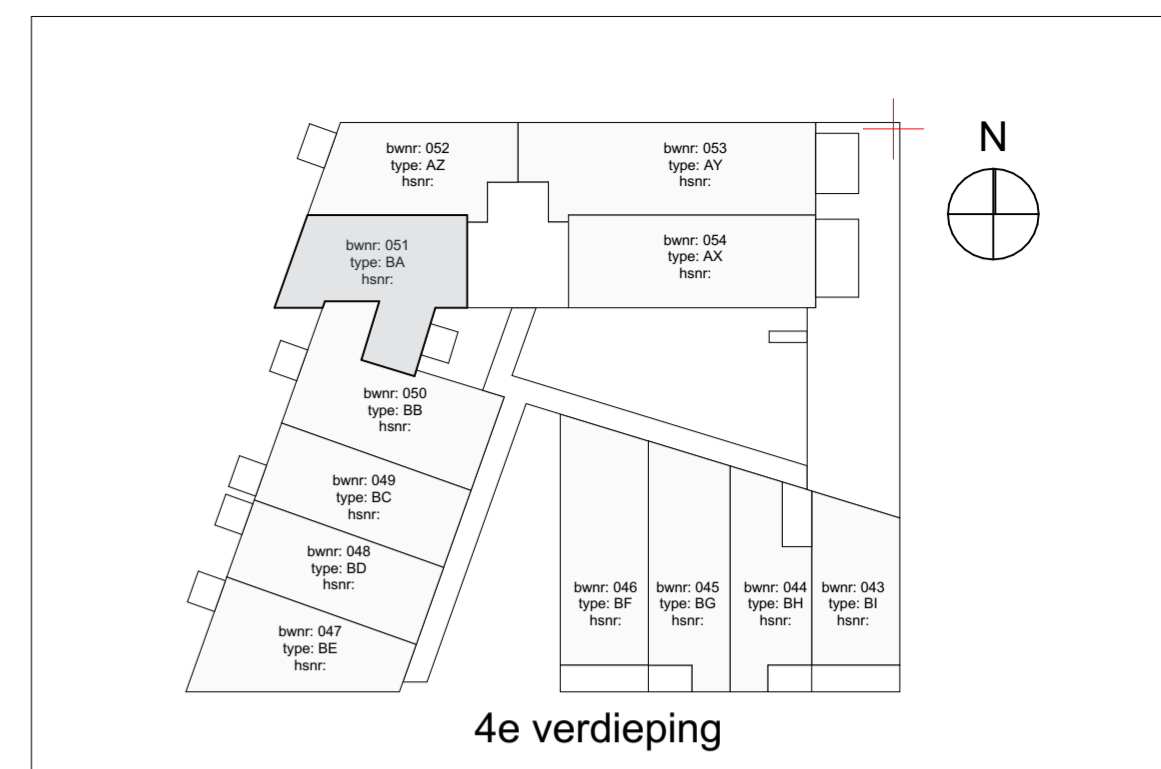 N
bwnr: 052
type: AZ
hsnr:
bwnr: 053
type: AY
hsnr:
bwnr: 051
type: BA
hsnr:
bwnr: 054
type: AX
hsnr:
bwnr: 050
type: BB
hsnr:
bwnr: 049
type: BC
hsnr:
bwnr: 048
type: BD
hsnr:
bwnr: 047
type: BE
hsnr:
bwnr: 046
type: BF
hsnr:
bwnr: 045
type: BG
hsnr:
bwnr: 044
type: BH
hsnr:
bwnr: 043
type: BI
hsnr:
4e verdieping